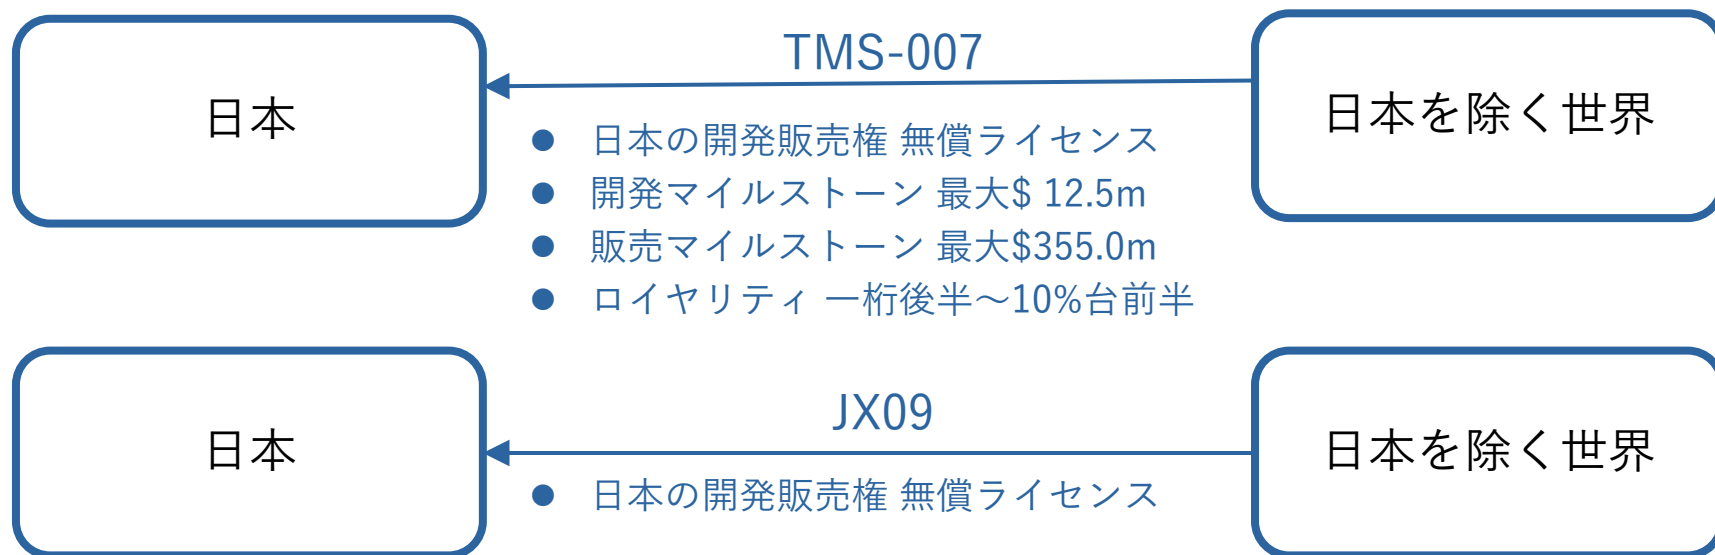 TMS-007
日本
日本を除く世界
● 日本の開発販売権 無償ライセンス
● 開発マイルストーン 最大$ 12.5m
● 販売マイルストーン 最大$355.0m
● ロイヤリティ 一桁後半～10%台前半
JX09
日本
日本を除く世界
● 日本の開発販売権 無償ライセンス